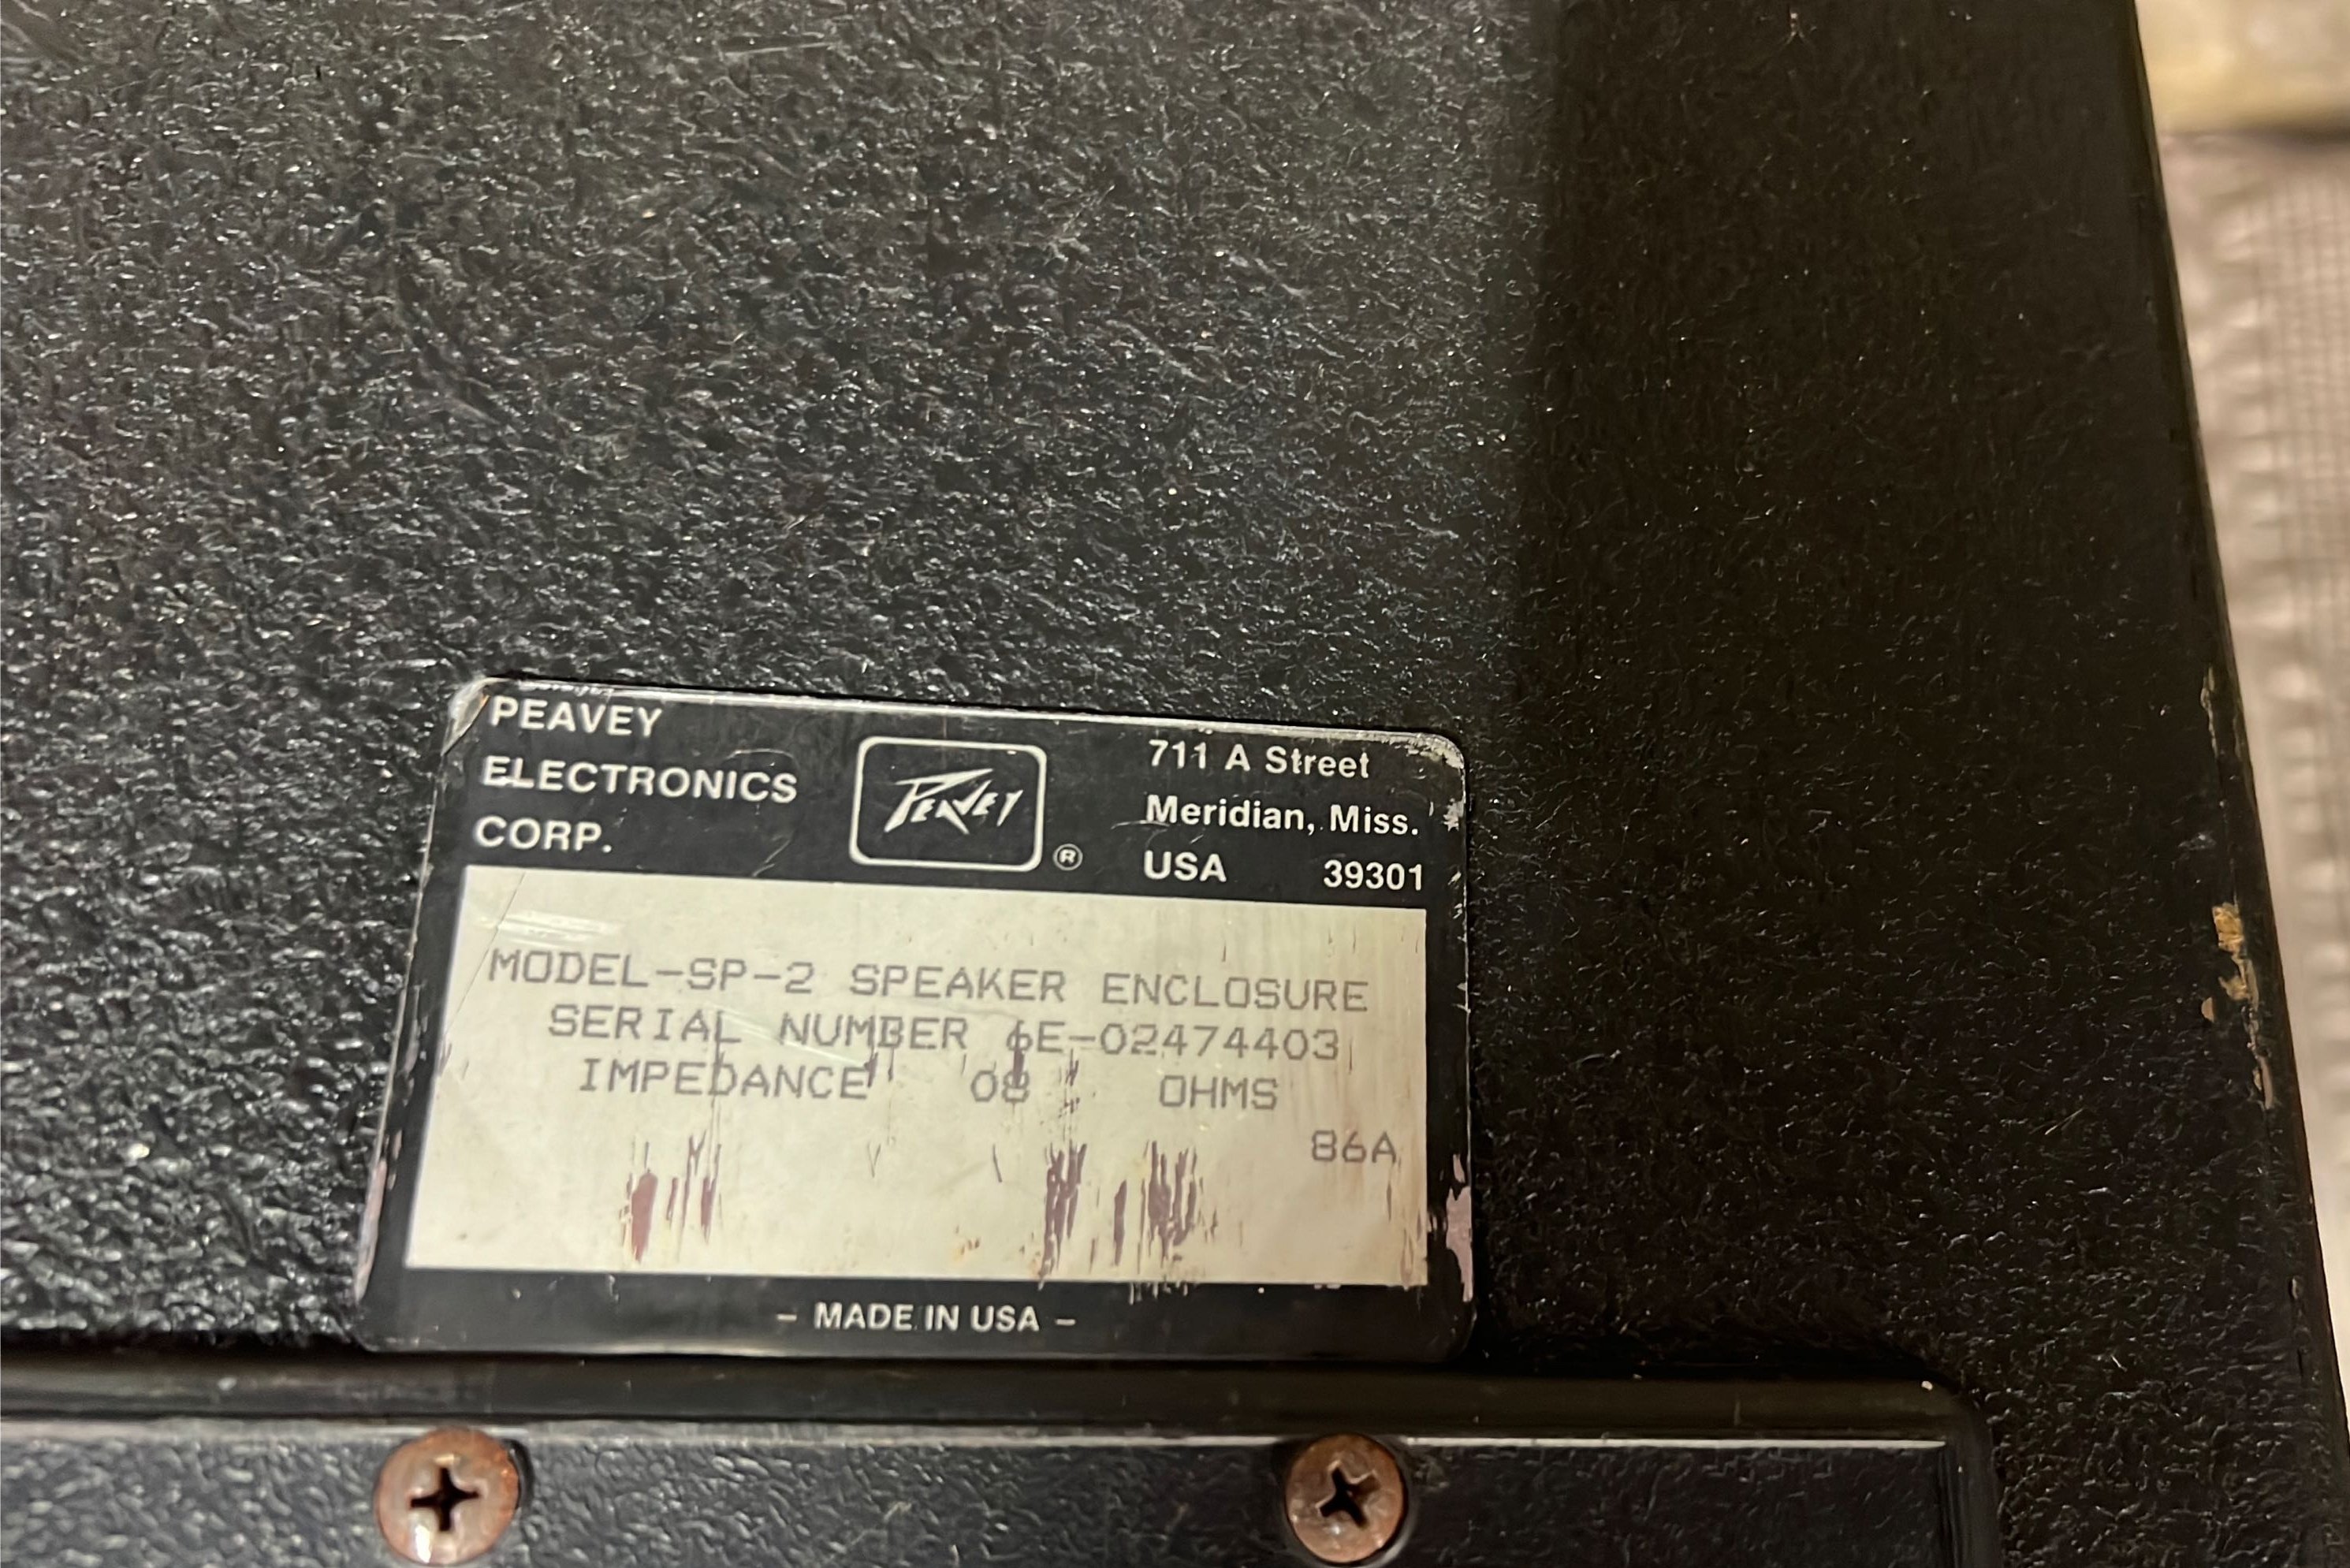 PEAVEY
ELECTRONICS
CORP.
PEAVEY
®
711 A Street
Meridian, Miss.
USA 39301
MODEL-SP-2 SPEAKER ENCLOSURE
SERIAL NUMBER 6E-02474403
IMPEDANCE 08 OHMS
86A
- MADE IN USA -